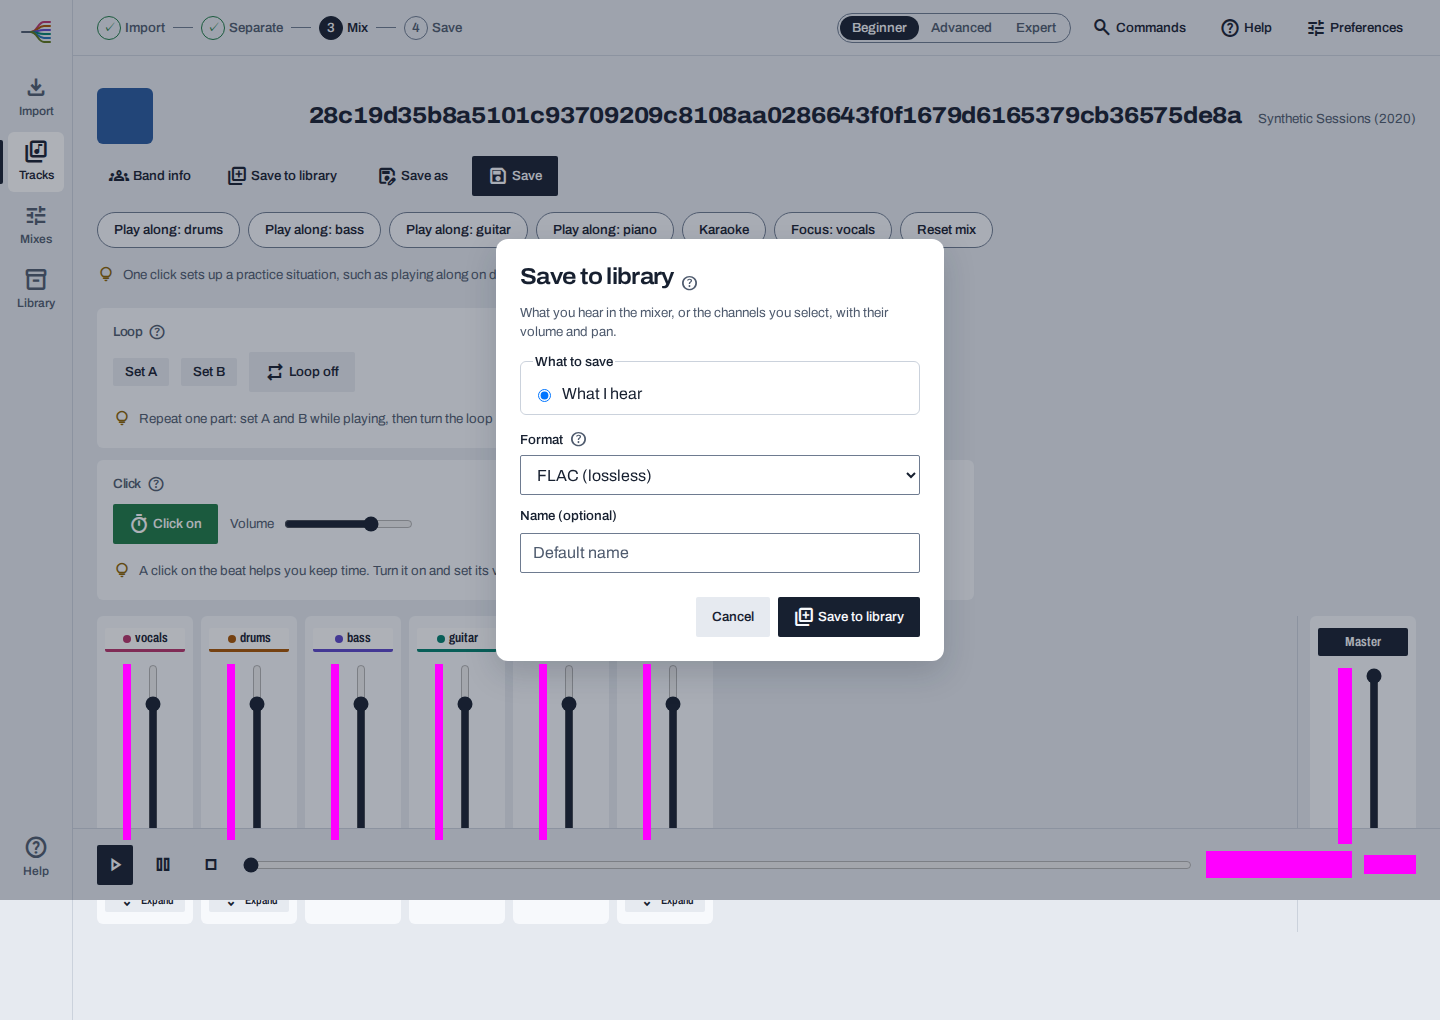 Import
Separate
3 Mix
4 Save
Beginner
Advanced
Expert
Commands
Help
Preferences
Import
Tracks
Mixes
Library
Help
28c19d35b8a5101c93709209c8108aa0286643f0f1679d6165379cb36575de8a
Synthetic Sessions (2020)
Band info
Save to library
Save as
Save
Play along: drums
Play along: bass
Play along: guitar
Play along: piano
Karaoke
Focus: vocals
Reset mix
One click sets up a practice situation, such as playing along on d
Loop
Set A
Set B
Loop off
Repeat one part: set A and B while playing, then turn the loop
Click
Click on
Volume
A click on the beat helps you keep time. Turn it on and set its v
Save to library
What you hear in the mixer, or the channels you select, with their
volume and pan.
What to save
What I hear
Format
FLAC (lossless)
Name (optional)
Default name
Cancel
Save to library
vocals
drums
bass
guitar
Master
Expand
Expand
Expand